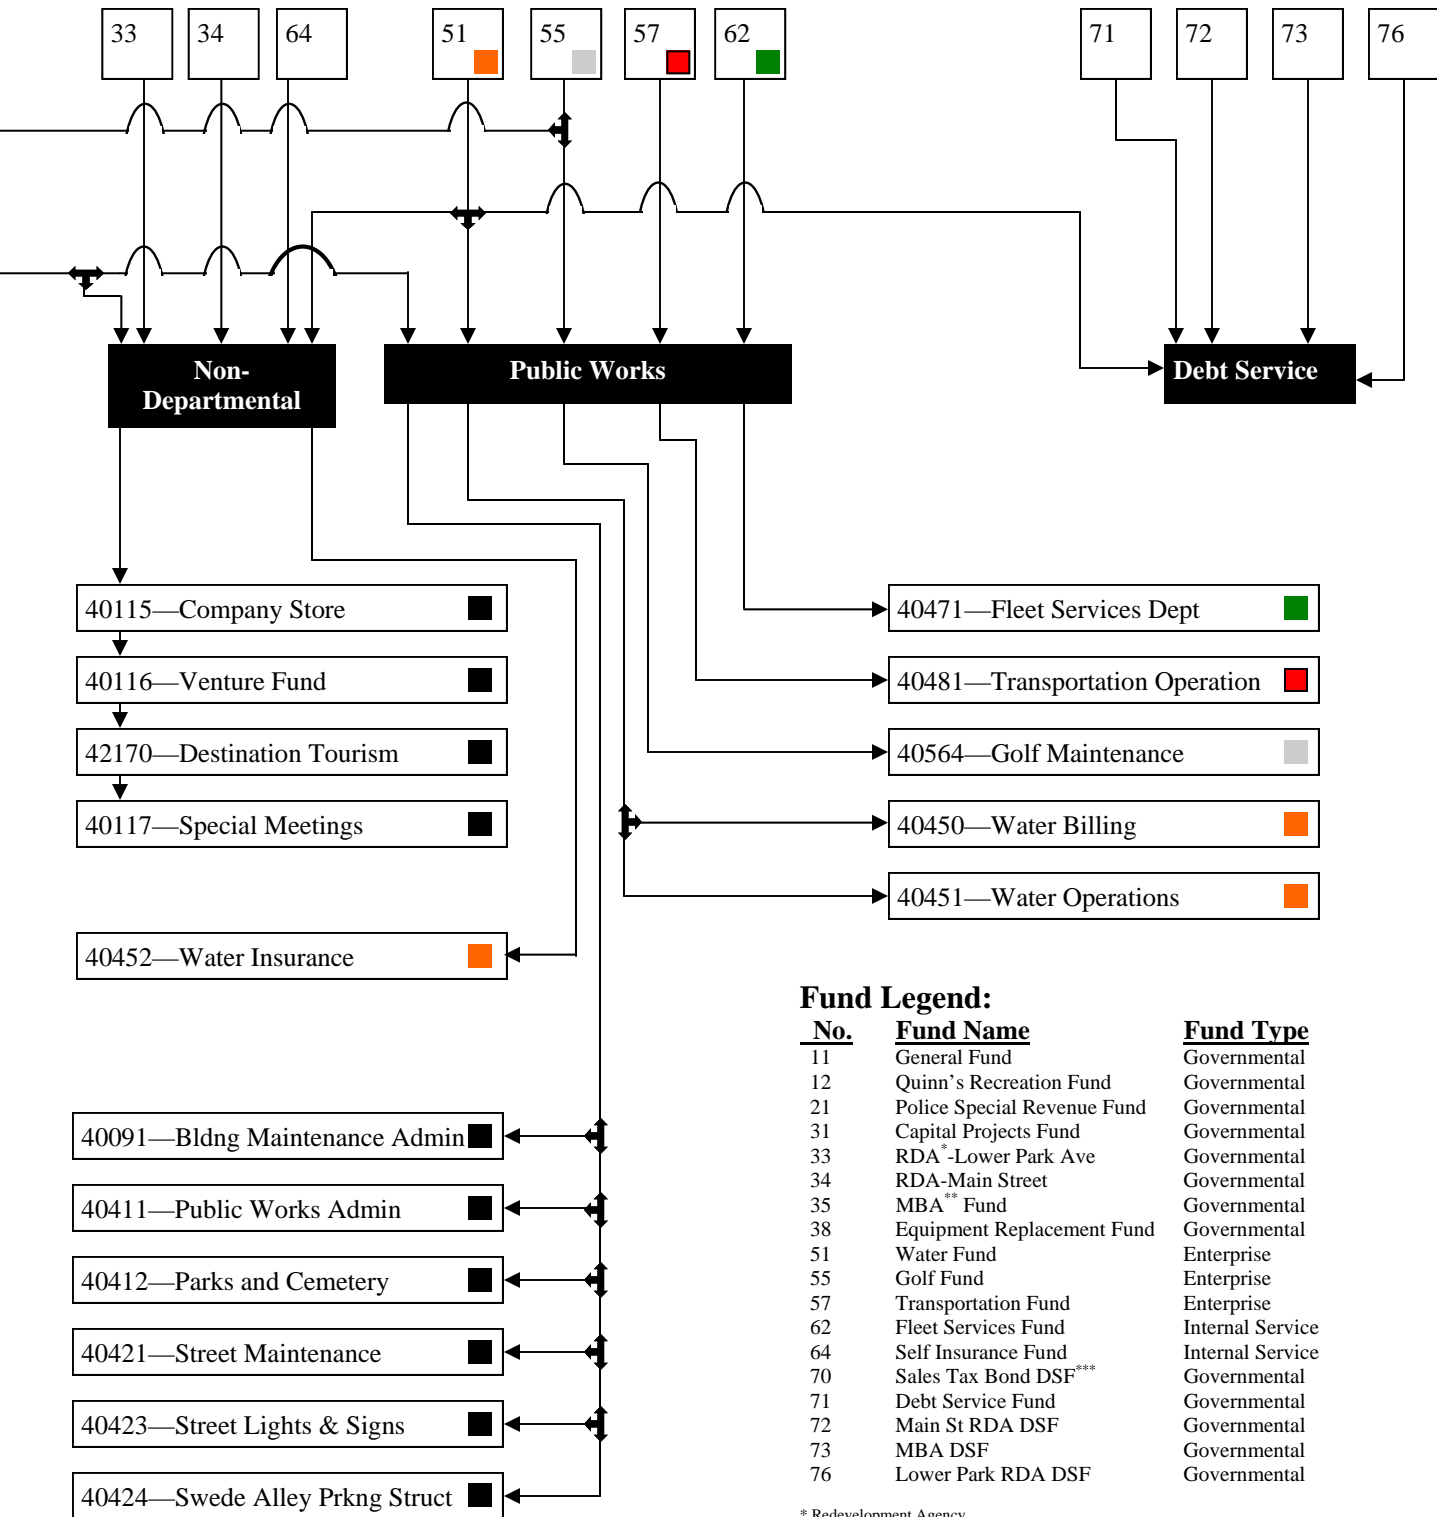 33 34 64 51 55 57 62 71 72 73 76
Non-
Departmental
Public Works
Debt Service
40115—Company Store
40116—Venture Fund
42170—Destination Tourism
40117—Special Meetings
40452—Water Insurance
40471—Fleet Services Dept
40481—Transportation Operation
40564—Golf Maintenance
40450—Water Billing
40451—Water Operations
40091—Bldng Maintenance Admin
40411—Public Works Admin
40412—Parks and Cemetery
40421—Street Maintenance
40423—Street Lights & Signs
40424—Swede Alley Prkng Struct
Fund Legend:
No. Fund Name Fund Type
11 General Fund Governmental
12 Quinn’s Recreation Fund Governmental
21 Police Special Revenue Fund Governmental
31 Capital Projects Fund Governmental
33 RDA*-Lower Park Ave Governmental
34 RDA-Main Street Governmental
35 MBA** Fund Governmental
38 Equipment Replacement Fund Governmental
51 Water Fund Enterprise
55 Golf Fund Enterprise
57 Transportation Fund Enterprise
62 Fleet Services Fund Internal Service
64 Self Insurance Fund Internal Service
70 Sales Tax Bond DSF*** Governmental
71 Debt Service Fund Governmental
72 Main St RDA DSF Governmental
73 MBA DSF Governmental
76 Lower Park RDA DSF Governmental
* Redevelopment Agency